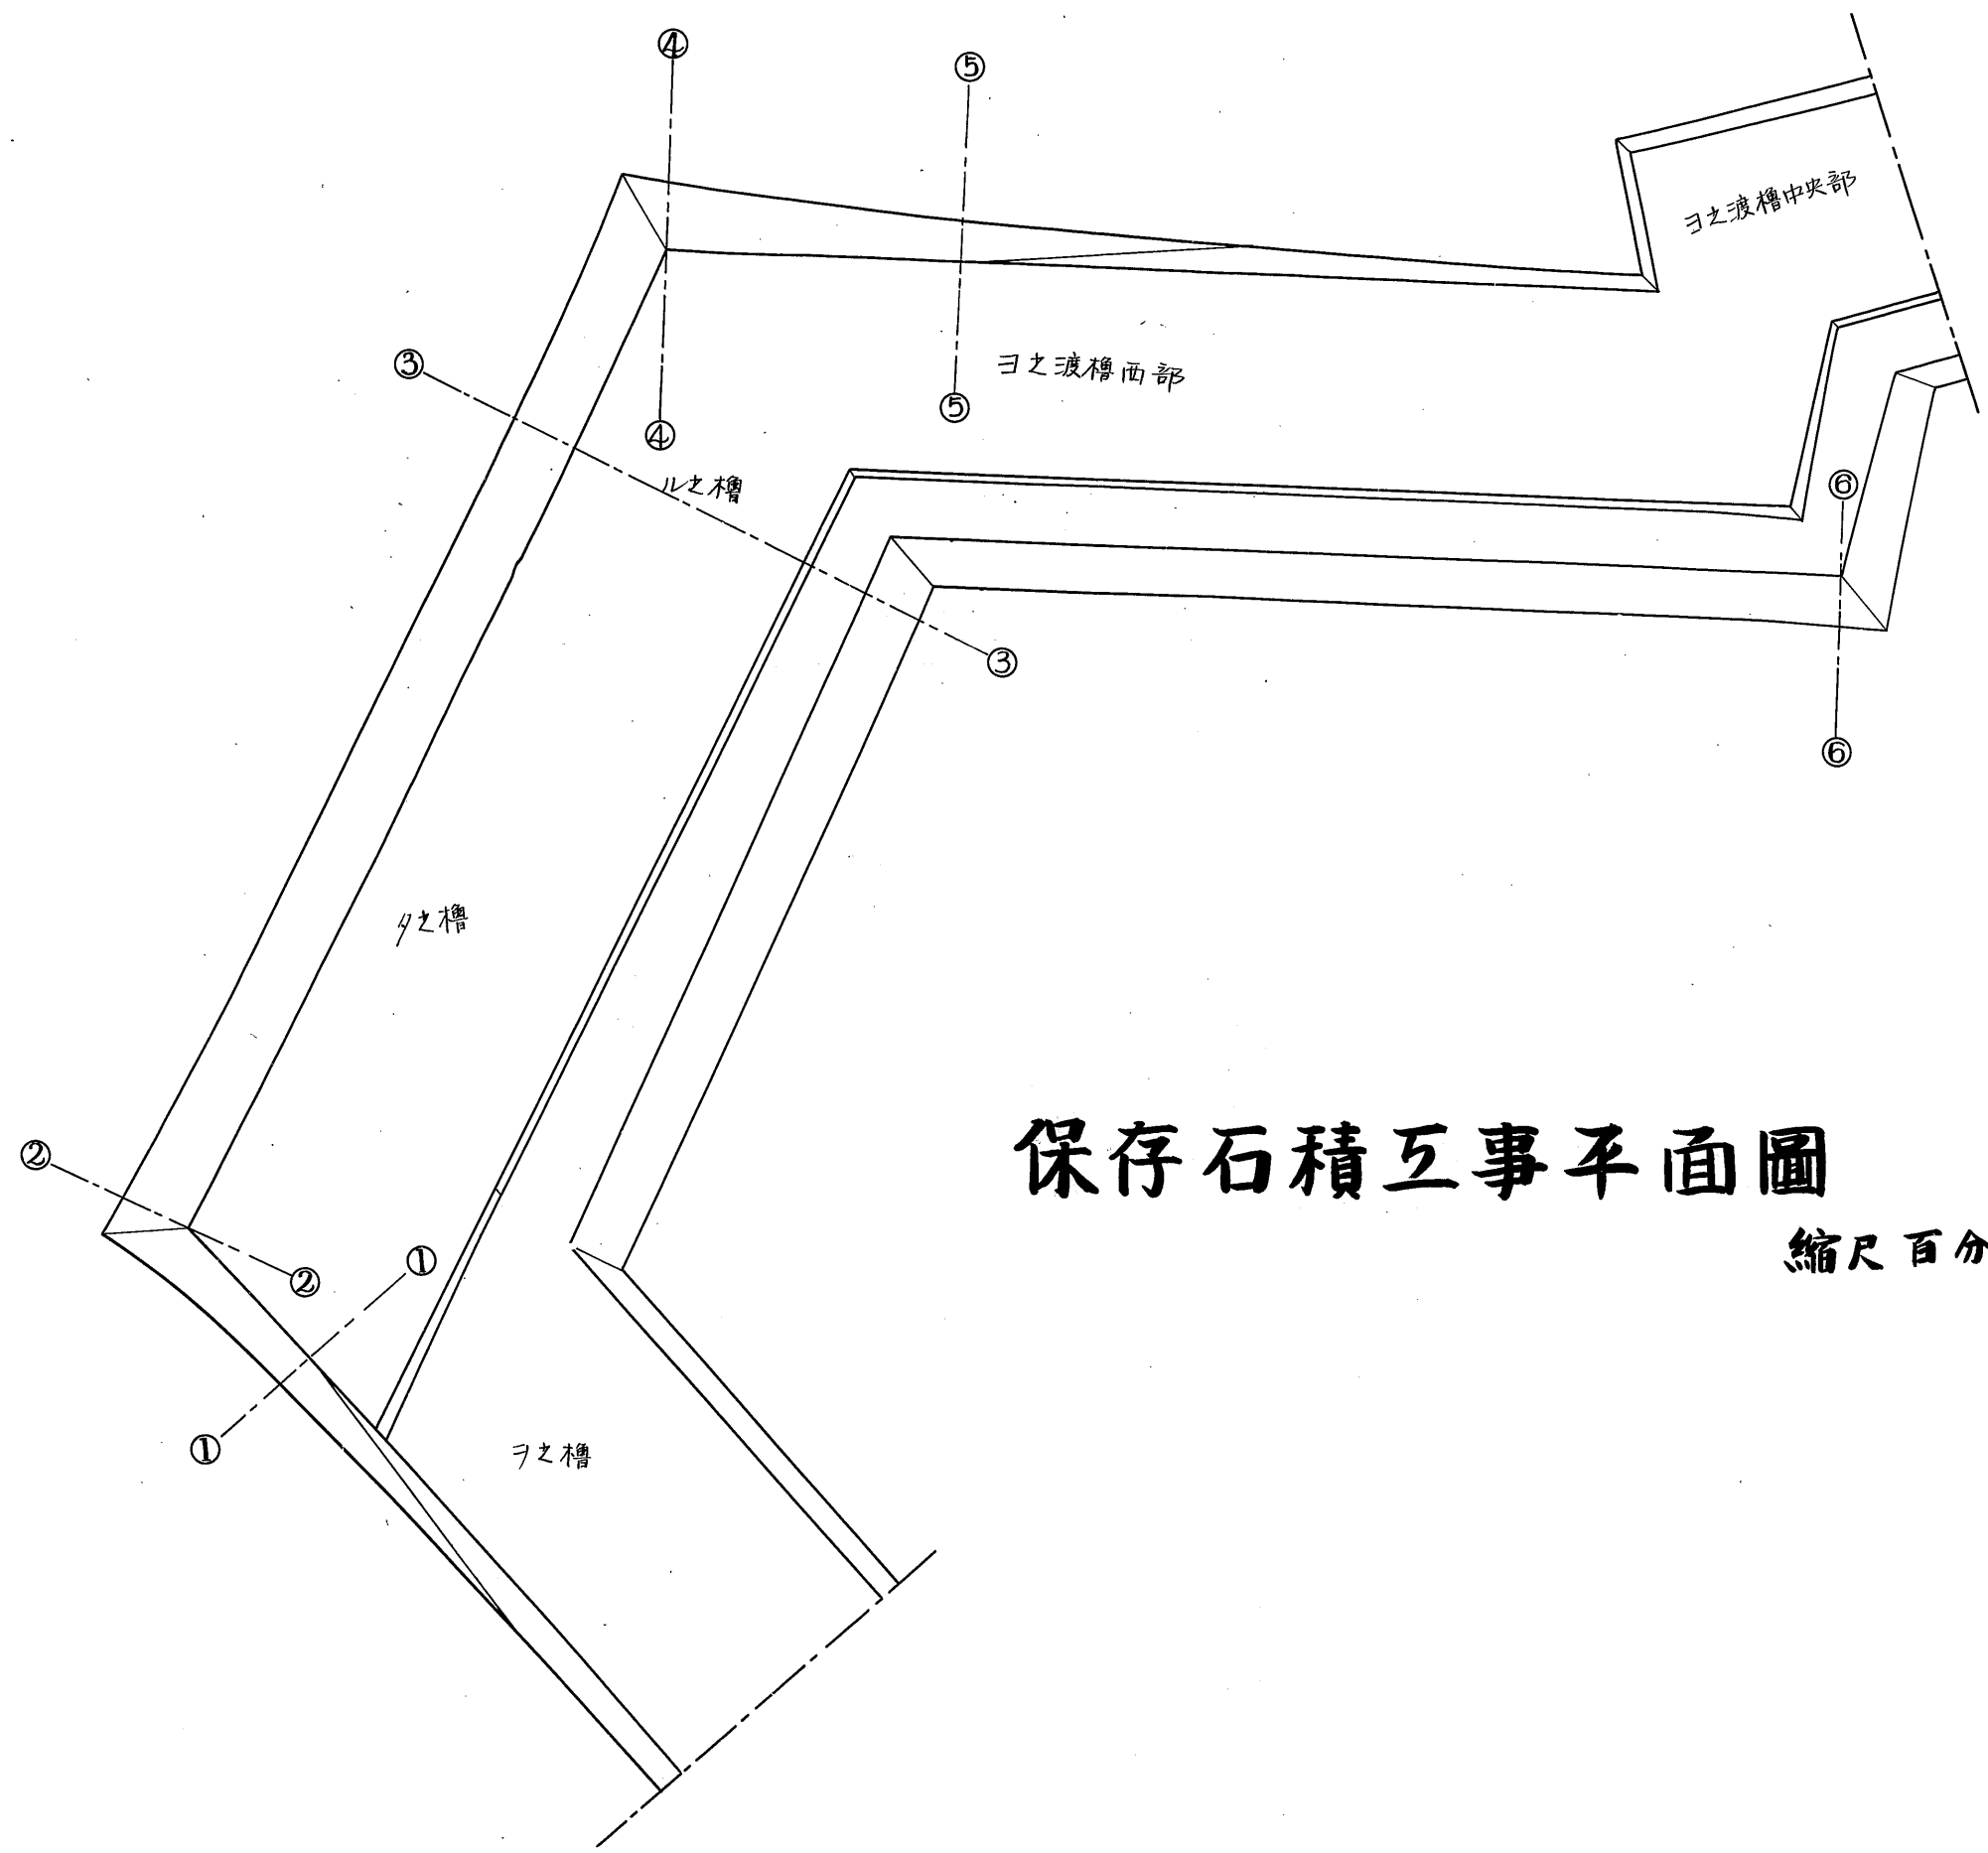 ④
⑤
ヨ之渡櫓中央部
③
ヨ之渡櫓西部
⑤
④
ル之櫓
⑥
③
⑥
タ之櫓
保存石積工事平面圖
②
縮尺百分
①
②
①
ヲ之櫓